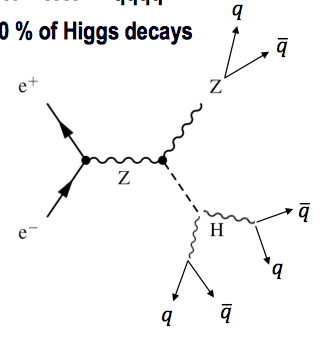 0 % of Higgs decays
q
q̄
Z
e⁺
Z
H
q̄
e⁻
q
q
q̄